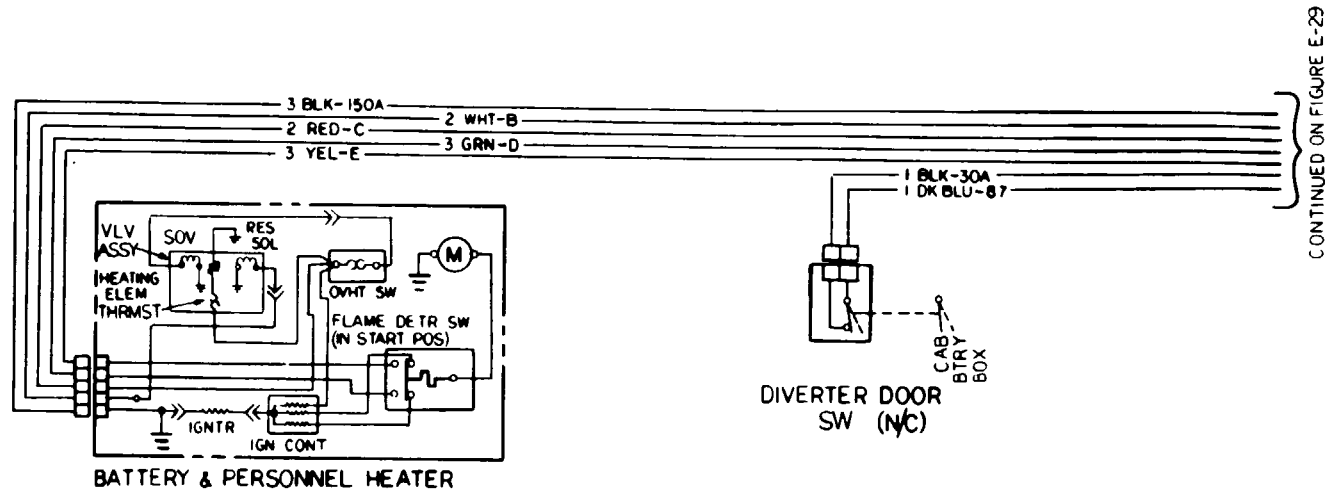 3 BLK-150A
2 WHT-B
2 RED-C
3 GRN-D
3 YEL-E
1 BLK-30A
1 DK BLU-87
CONTINUED ON FIGURE E-29
VLV
ASSY
SOV
RES
SOL
HEATING
ELEM
THRMST
OVHT SW
M
FLAME DETR SW
(IN START POS)
IGNTR
IGN CONT
BATTERY & PERSONNEL HEATER
CAB
BTRY
BOX
DIVERTER DOOR
SW (N/C)